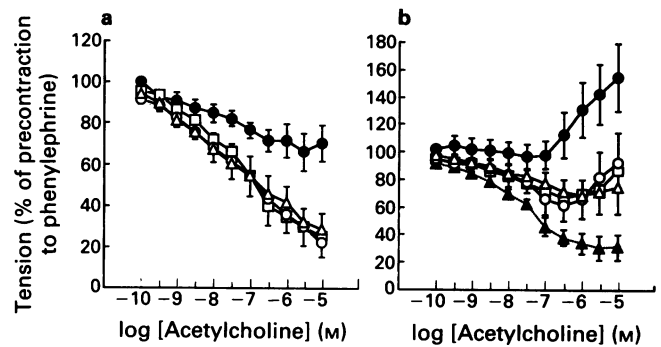 a
b
Tension (% of precontraction
to phenylephrine)
120
100
80
60
40
20
0
−10 −9 −8 −7 −6 −5
log [Acetylcholine] (M)
180
160
140
120
100
80
60
40
20
0
−10 −9 −8 −7 −6 −5
log [Acetylcholine] (M)